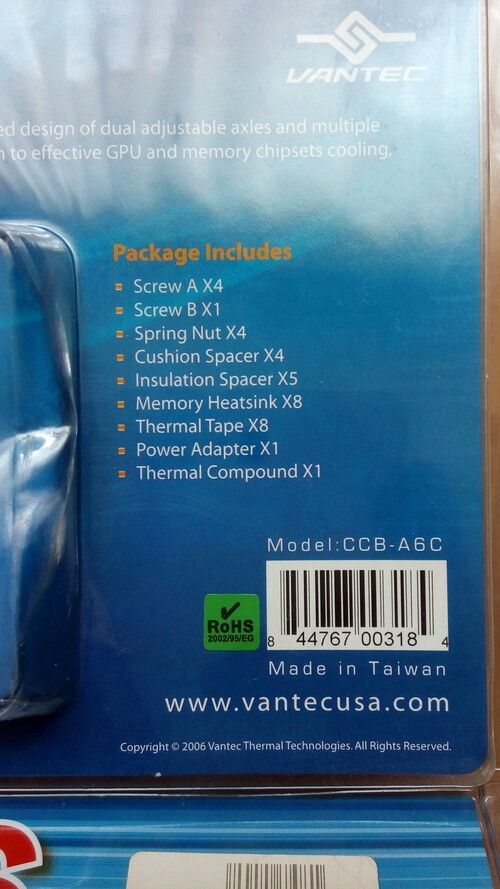 VANTEC
ed design of dual adjustable axles and multiple
n to effective GPU and memory chipsets cooling,
Package Includes
Screw A X4
Screw B X1
Spring Nut X4
Cushion Spacer X4
Insulation Spacer X5
Memory Heatsink X8
Thermal Tape X8
Power Adapter X1
Thermal Compound X1
Model:CCB-A6C
RoHS
2002/95/EG
8 44767 00318 4
Made in Taiwan
www.vantecusa.com
Copyright © 2006 Vantec Thermal Technologies. All Rights Reserved.
S